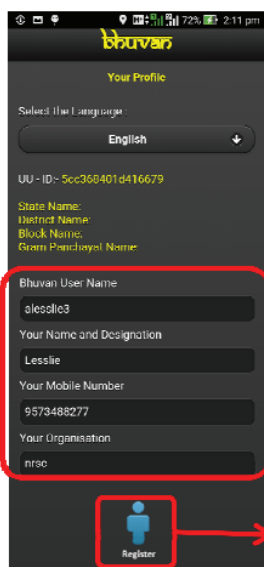 72% 2:11 pm
bhuvan
Your Profile
Select the Language:
English
UU - ID:- 5cc368401d416679
State Name:
District Name:
Block Name:
Gram Panchayat Name:
Bhuvan User Name
alesslie3
Your Name and Designation
Lesslie
Your Mobile Number
9573488277
Your Organisation
nrsc
Register